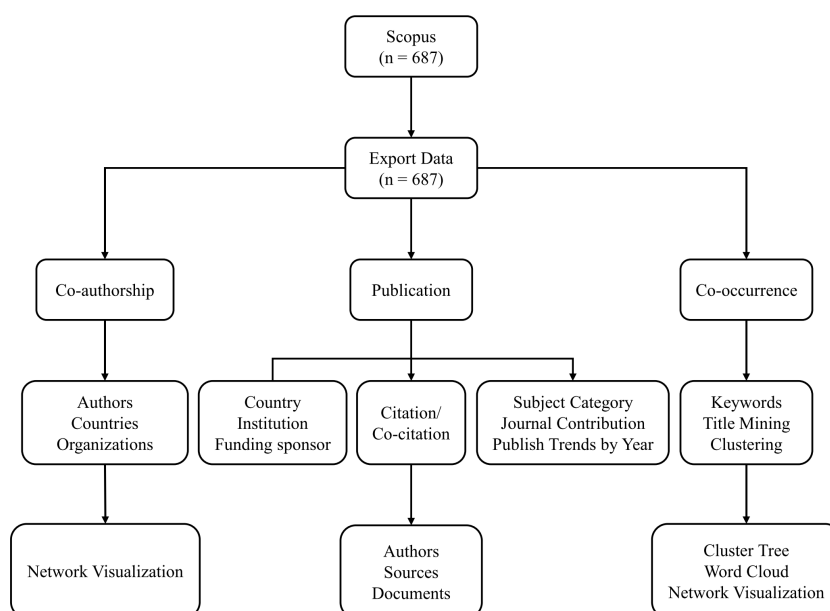 Scopus
(n = 687)
Export Data
(n = 687)
Co-authorship
Publication
Co-occurrence
Authors
Countries
Organizations
Country
Institution
Funding sponsor
Citation/
Co-citation
Subject Category
Journal Contribution
Publish Trends by Year
Keywords
Title Mining
Clustering
Network Visualization
Authors
Sources
Documents
Cluster Tree
Word Cloud
Network Visualization